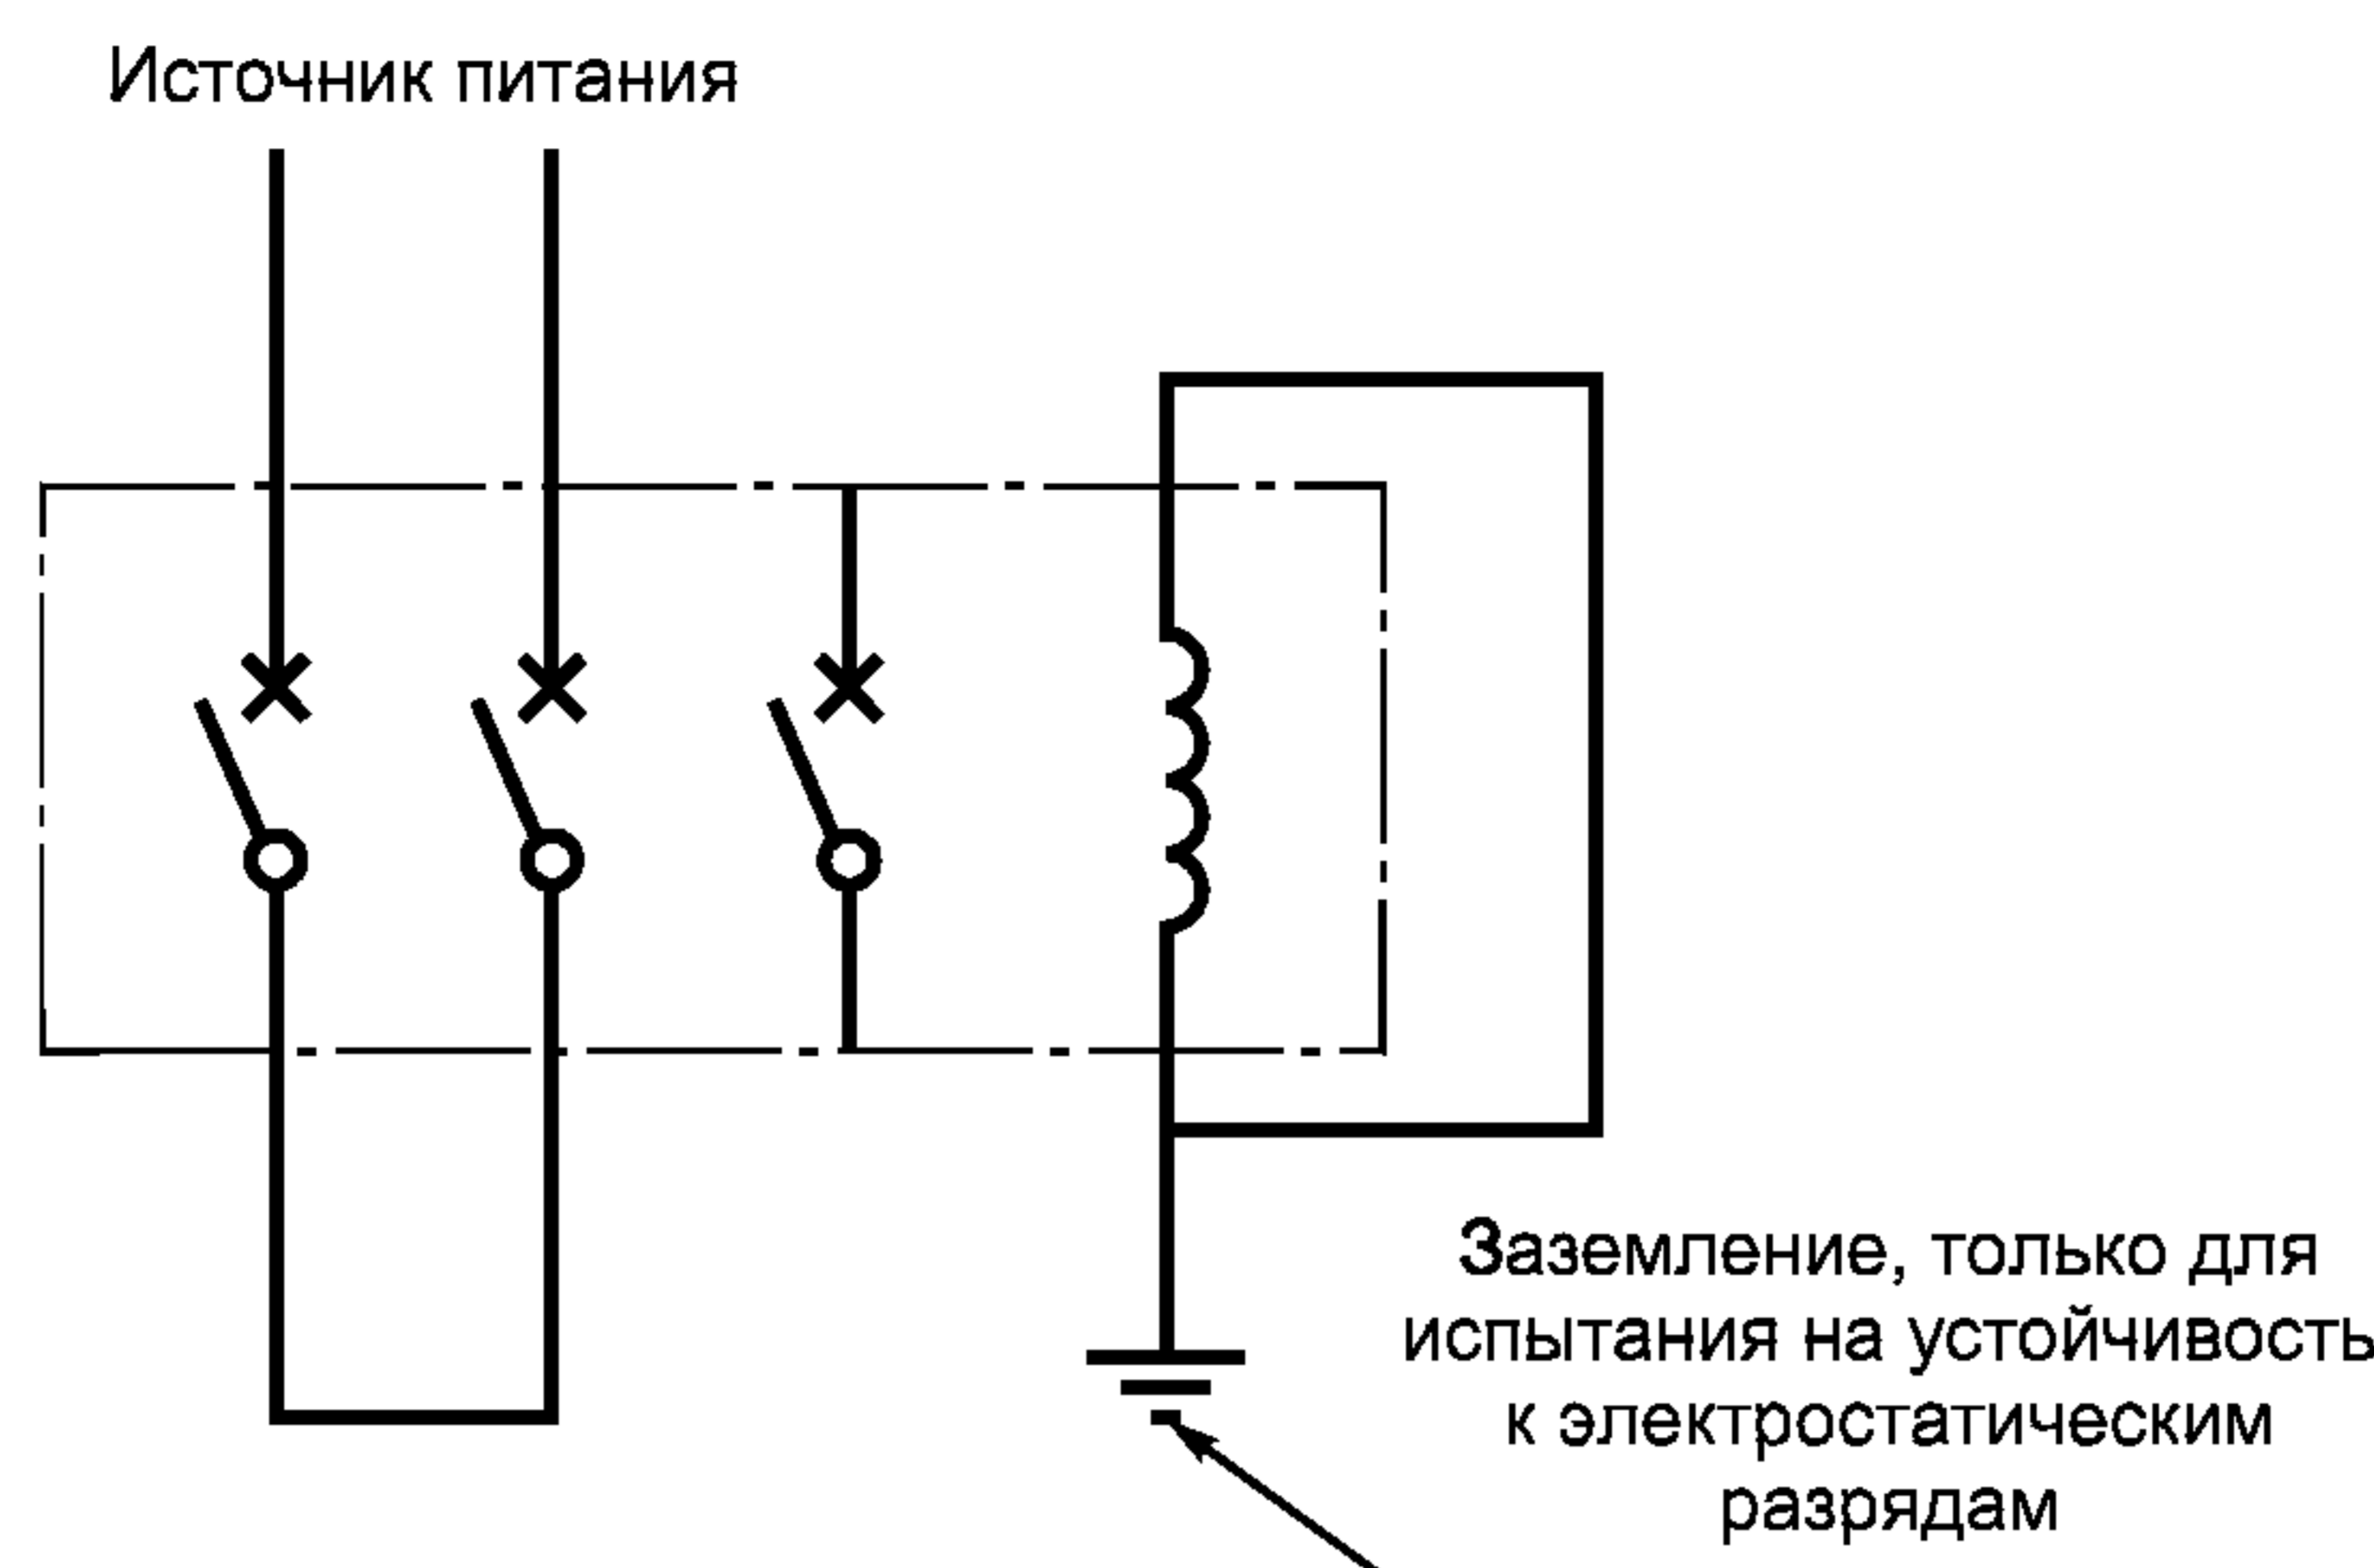 Источник питания
Заземление, только для
испытания на устойчивость
к электростатическим
разрядам